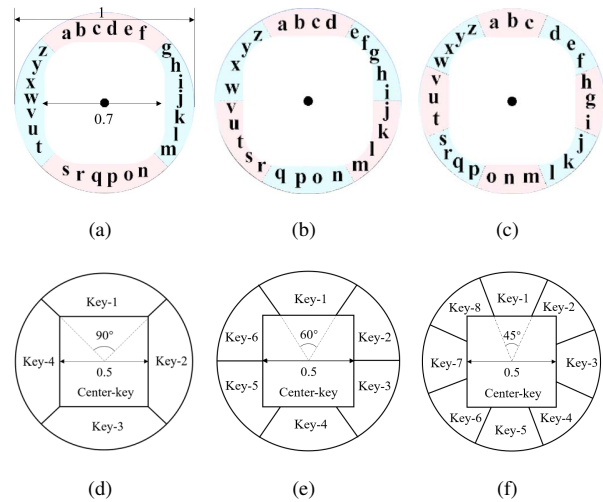 1
a b c d e f
g h i j k l m
s r q p o n
t u v w x y z
0.7
(a)
a b c d
e f g h i
j k l m
q p o n
r s t u v
w x y z
(b)
a b c
d e f
g h i
j k l
o n m
s r q p
v u t
w x y z
(c)
Key-1
90°
Key-4
Key-2
0.5
Center-key
Key-3
(d)
Key-1
Key-6
60°
Key-2
0.5
Key-5
Key-3
Center-key
Key-4
(e)
Key-8
Key-1
Key-2
45°
Key-7
Key-3
0.5
Center-key
Key-6
Key-4
Key-5
(f)